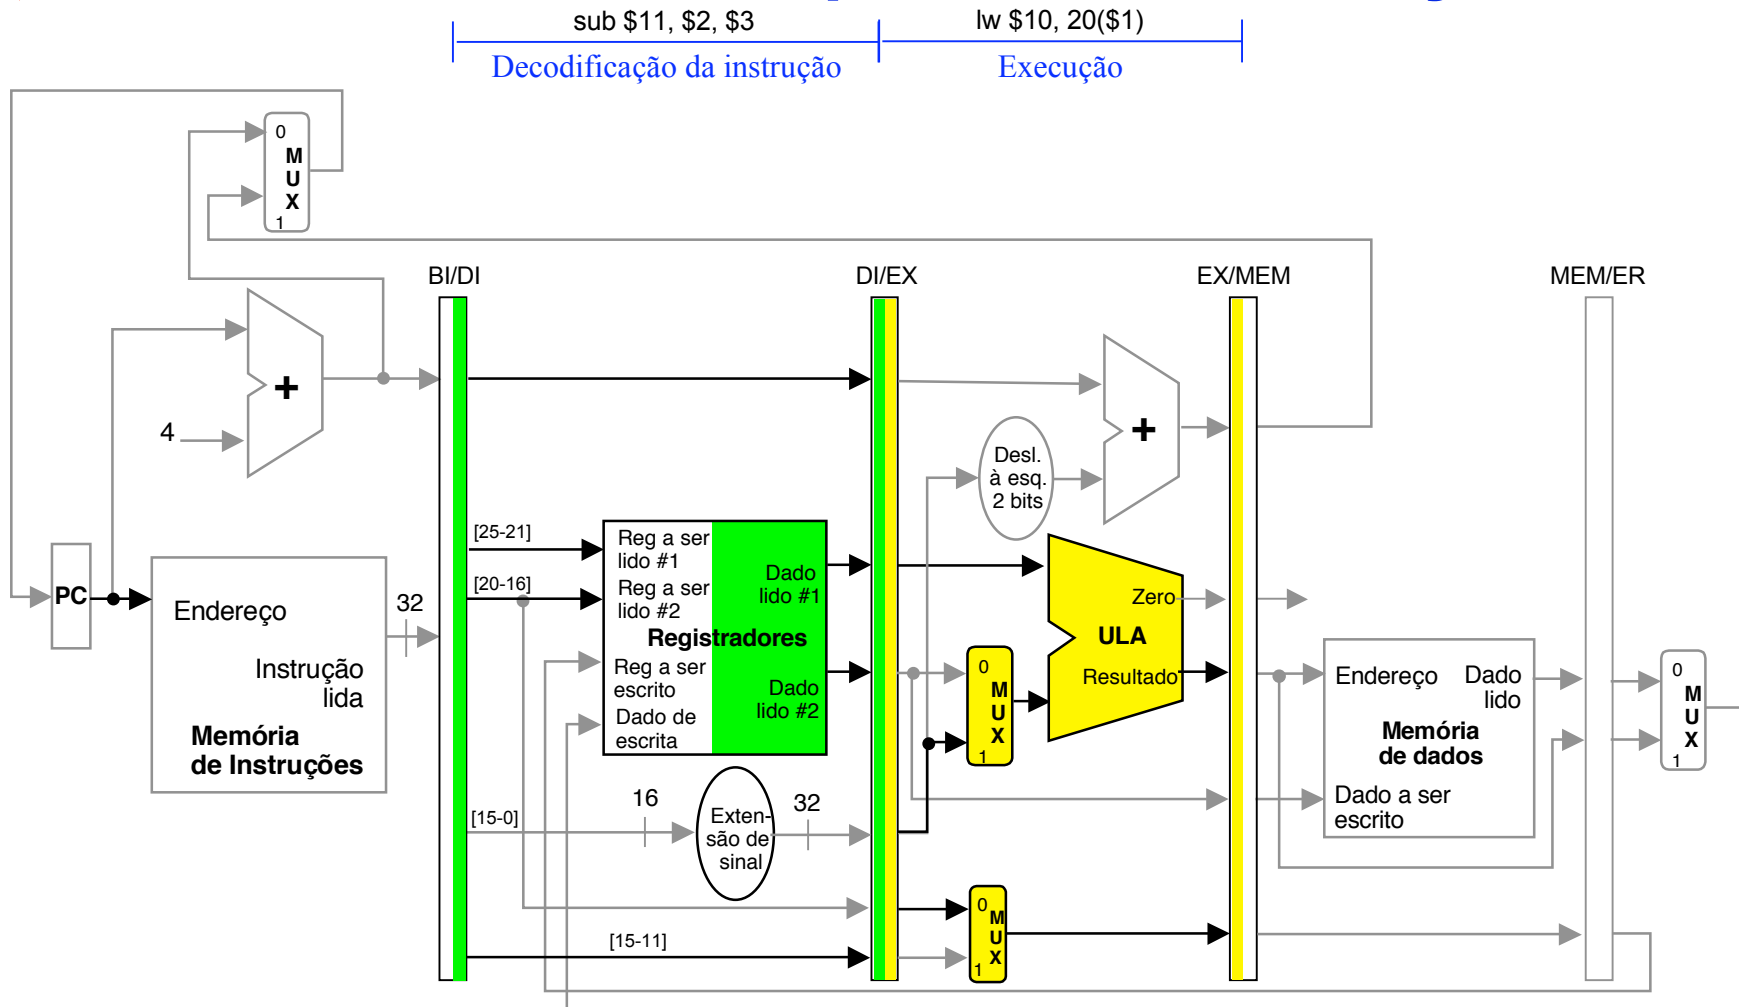 sub $11, $2, $3
lw $10, 20($1)
Decodificação da instrução
Execução
0
M
U
X
1
BI/DI
DI/EX
EX/MEM
MEM/ER
+
4
+
Desl.
à esq.
2 bits
PC
Endereço
Instrução
lida
Memória
de Instruções
32
[25-21]
[20-16]
Reg a ser
lido #1
Reg a ser
lido #2
Registradores
Reg a ser
escrito
Dado de
escrita
Dado
lido #1
Dado
lido #2
[15-0]
16
Exten-
são de
sinal
32
[15-11]
0
M
U
X
1
Zero
ULA
Resultado
0
M
U
X
1
Endereço
Dado
lido
Memória
de dados
Dado a ser
escrito
0
M
U
X
1